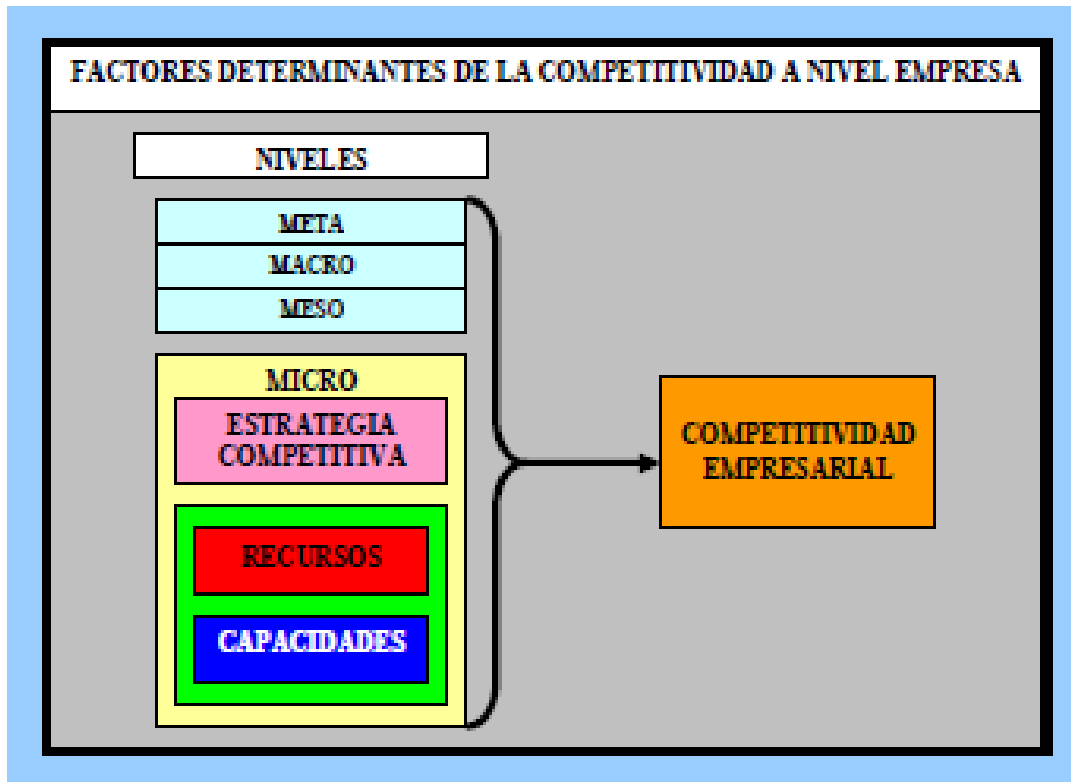 FACTORES DETERMINANTES DE LA COMPETITIVIDAD A NIVEL EMPRESA
NIVELES
META
MACRO
MESO
MICRO
ESTRATEGIA
COMPETITIVA
RECURSOS
CAPACIDADES
COMPETITIVIDAD
EMPRESARIAL